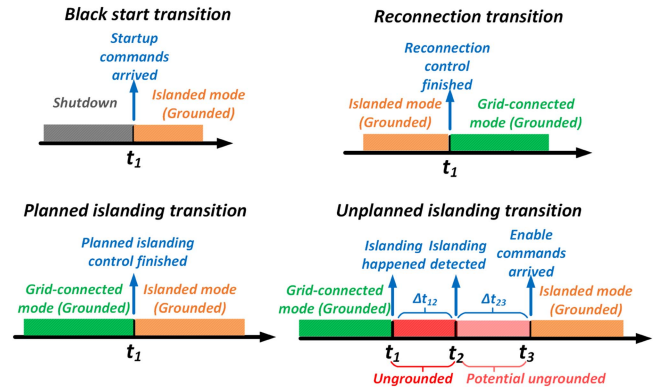 Black start transition
Startup
commands
arrived
Shutdown
Islanded mode
(Grounded)
t1
Reconnection transition
Reconnection
control
finished
Islanded mode
(Grounded)
Grid-connected
mode (Grounded)
t1
Planned islanding transition
Planned islanding
control finished
Grid-connected
mode (Grounded)
Islanded mode
(Grounded)
t1
Unplanned islanding transition
Islanding
happened
Islanding
detected
Enable
commands
arrived
Grid-connected
mode (Grounded)
Δt12
Δt23
Islanded mode
(Grounded)
t1
t2
t3
Ungrounded
Potential ungrounded